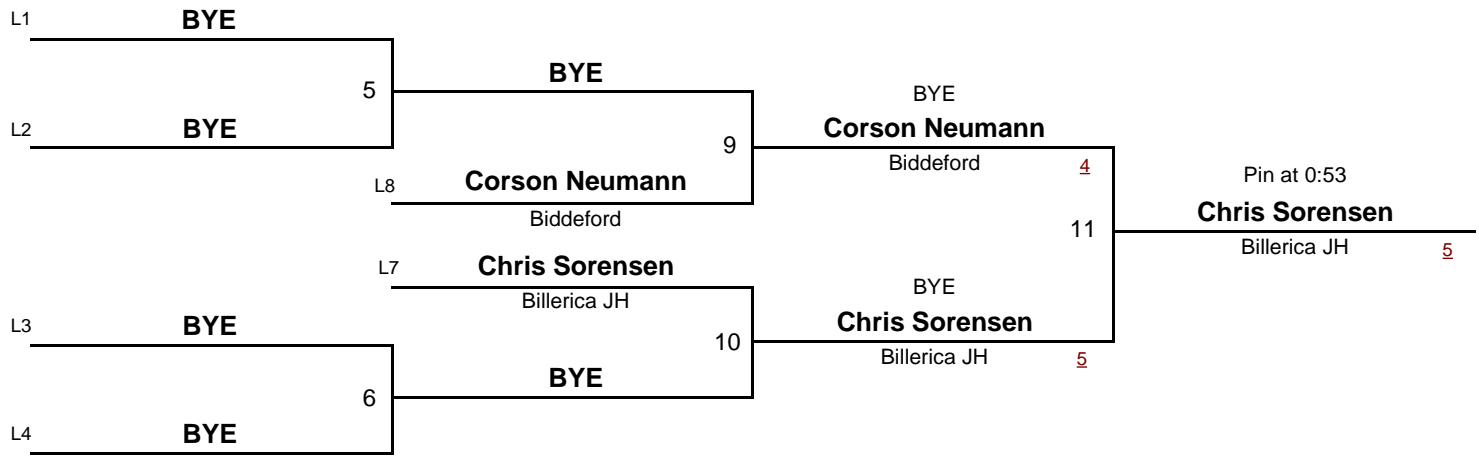 L1
BYE
5
BYE
L2
BYE
9
BYE
Corson Neumann
Biddeford
4
L8
Corson Neumann
Biddeford
11
Pin at 0:53
Chris Sorensen
Billerica JH
5
L7
Chris Sorensen
Billerica JH
10
BYE
Chris Sorensen
Billerica JH
5
L3
BYE
6
BYE
L4
BYE